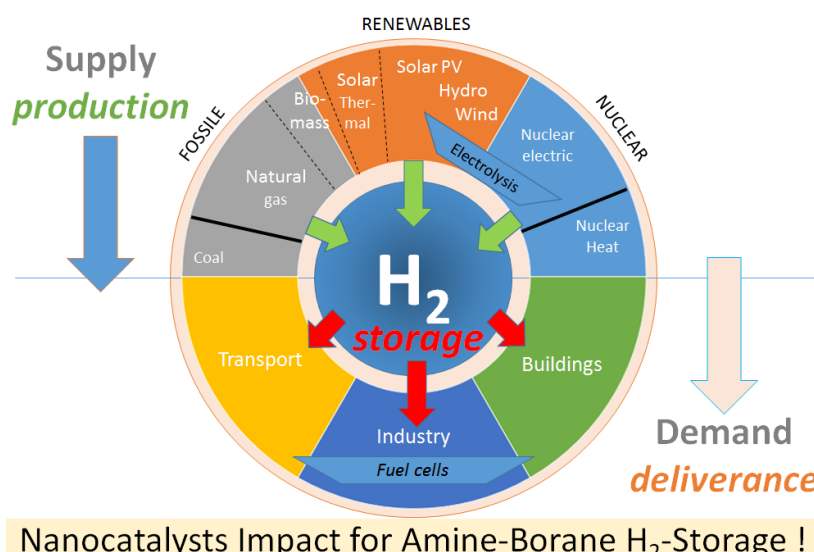 RENEWABLES
Supply
production
FOSSILE
NUCLEAR
Bio-
mass
Solar
Ther-
mal
Solar PV
Hydro
Wind
Nuclear
electric
Electrolysis
Natural
gas
Nuclear
Heat
Coal
H₂
storage
Transport
Buildings
Industry
Fuel cells
Demand
deliverance
Nanocatalysts Impact for Amine-Borane H₂-Storage !